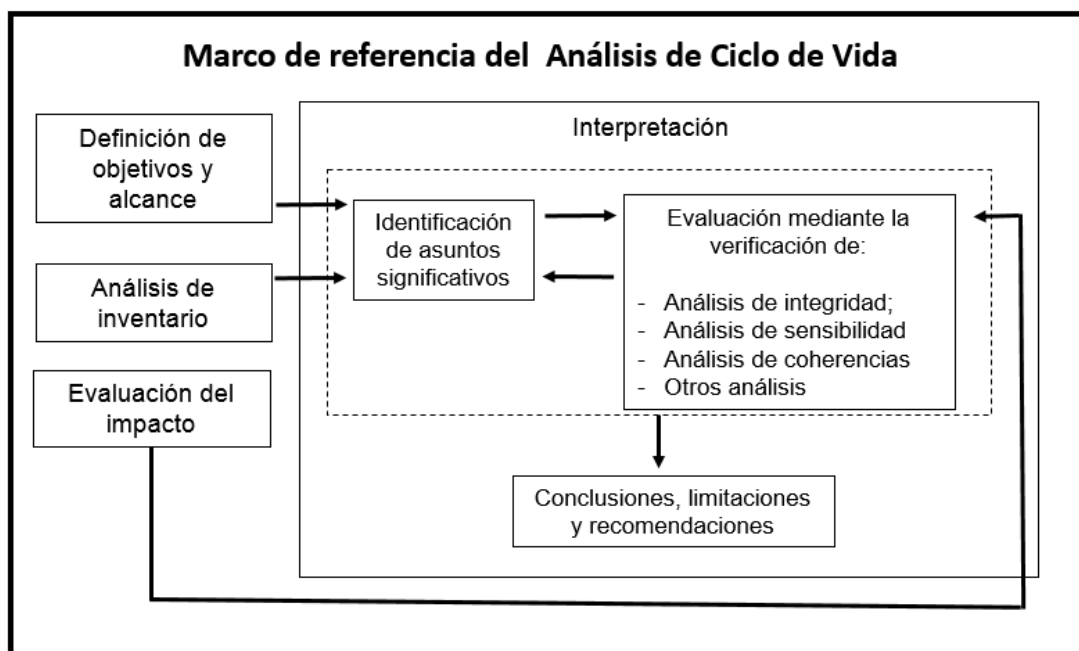 Marco de referencia del Análisis de Ciclo de Vida
Definición de
objetivos y
alcance
Análisis de
inventario
Evaluación del
impacto
Interpretación
Identificación
de asuntos
significativos
Evaluación mediante la
verificación de:
- Análisis de integridad;
- Análisis de sensibilidad
- Análisis de coherencias
- Otros análisis
Conclusiones, limitaciones
y recomendaciones